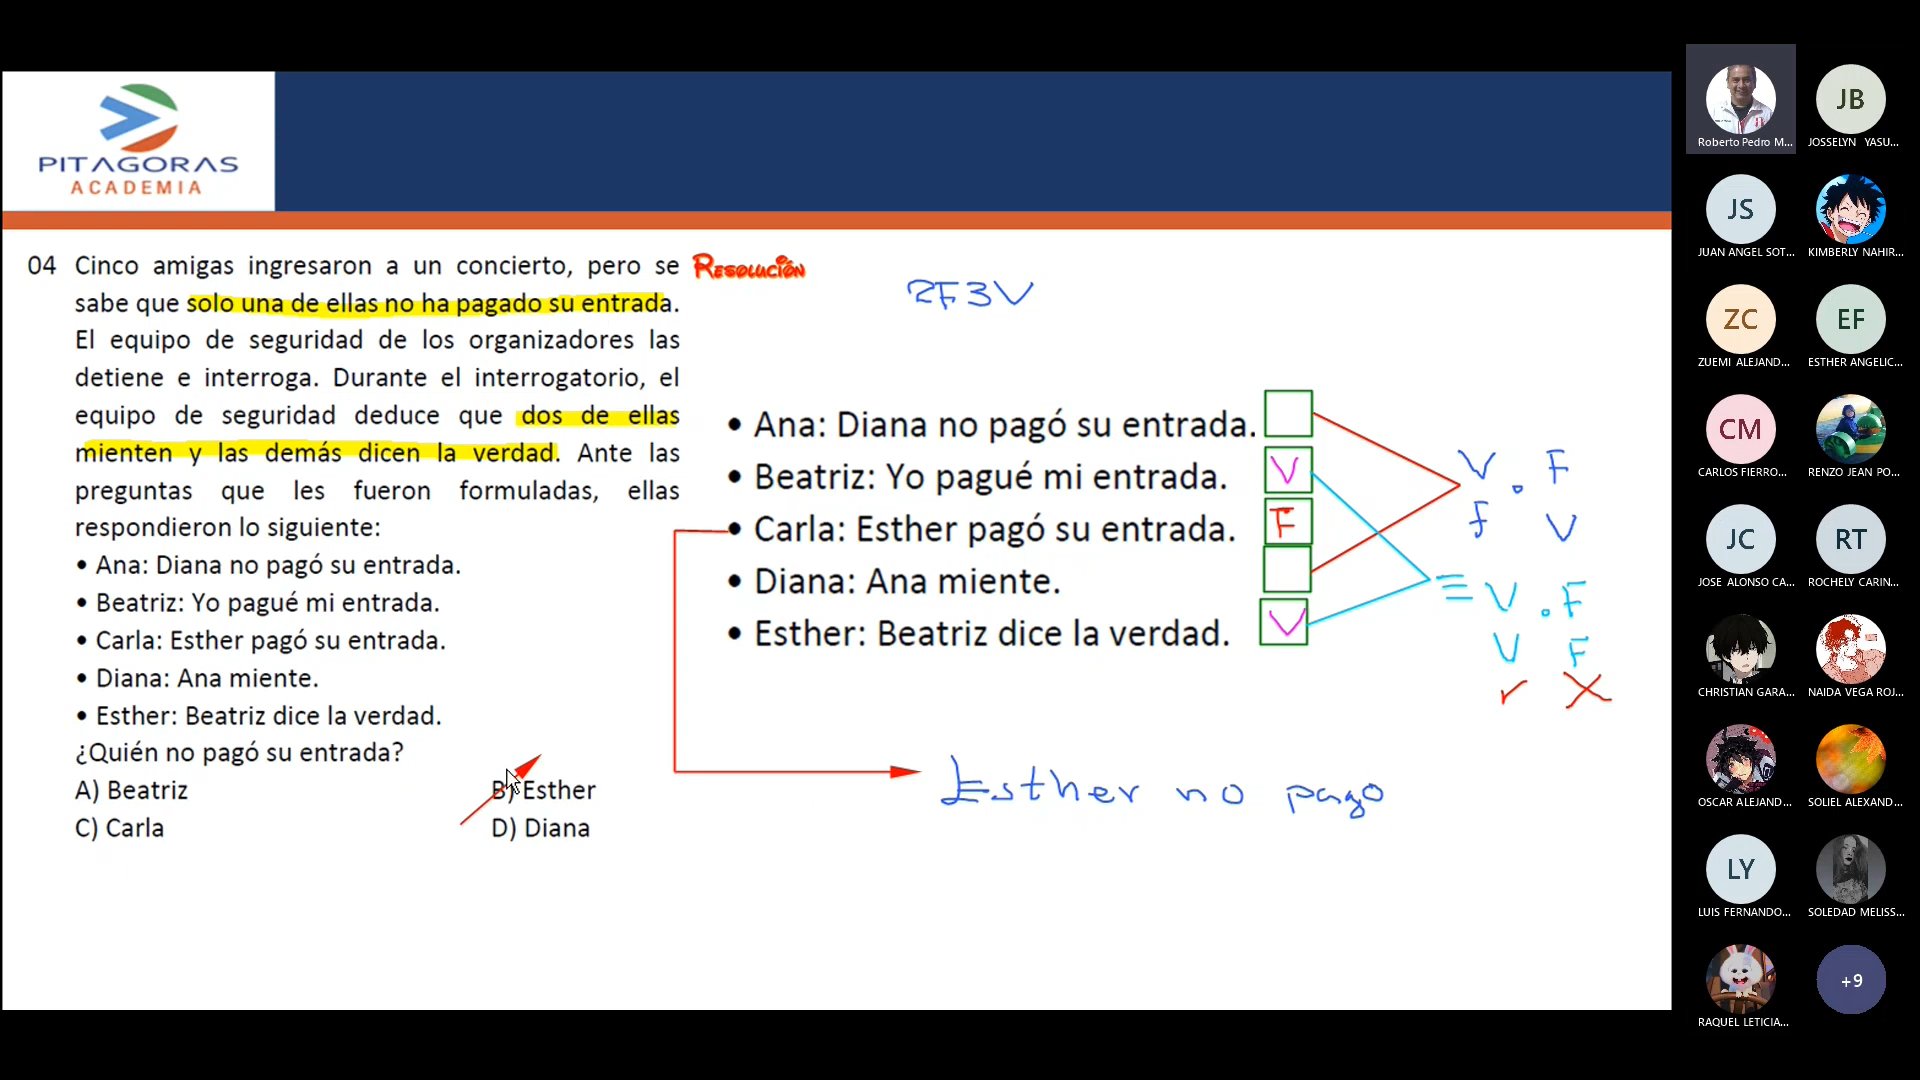 PITAGORAS
ACADEMIA
04 Cinco amigas ingresaron a un concierto, pero se
sabe que solo una de ellas no ha pagado su entrada.
El equipo de seguridad de los organizadores las
detiene e interroga. Durante el interrogatorio, el
equipo de seguridad deduce que dos de ellas
mienten y las demás dicen la verdad. Ante las
preguntas que les fueron formuladas, ellas
respondieron lo siguiente:
• Ana: Diana no pagó su entrada.
• Beatriz: Yo pagué mi entrada.
• Carla: Esther pagó su entrada.
• Diana: Ana miente.
• Esther: Beatriz dice la verdad.
¿Quién no pagó su entrada?
A) Beatriz B) Esther
C) Carla D) Diana
RESOLUCIÓN
2F3V
• Ana: Diana no pagó su entrada.
• Beatriz: Yo pagué mi entrada. V
• Carla: Esther pagó su entrada. F
• Diana: Ana miente.
• Esther: Beatriz dice la verdad. V
V . F
F V
= V . F
V F
Esther no pago
Roberto Pedro M...
JB
JOSSELYN YASU...
JS
JUAN ANGEL SOT...
KIMBERLY NAHIR...
ZC
ZUEMI ALEJAND...
EF
ESTHER ANGELIC...
CM
CARLOS FIERRO...
RENZO JEAN PO...
JC
JOSE ALONSO CA...
RT
ROCHELY CARIN...
CHRISTIAN GARA...
NAIDA VEGA ROJ...
OSCAR ALEJAND...
SOLIEL ALEXAND...
LY
LUIS FERNANDO...
SOLEDAD MELISS...
RAQUEL LETICIA...
+9